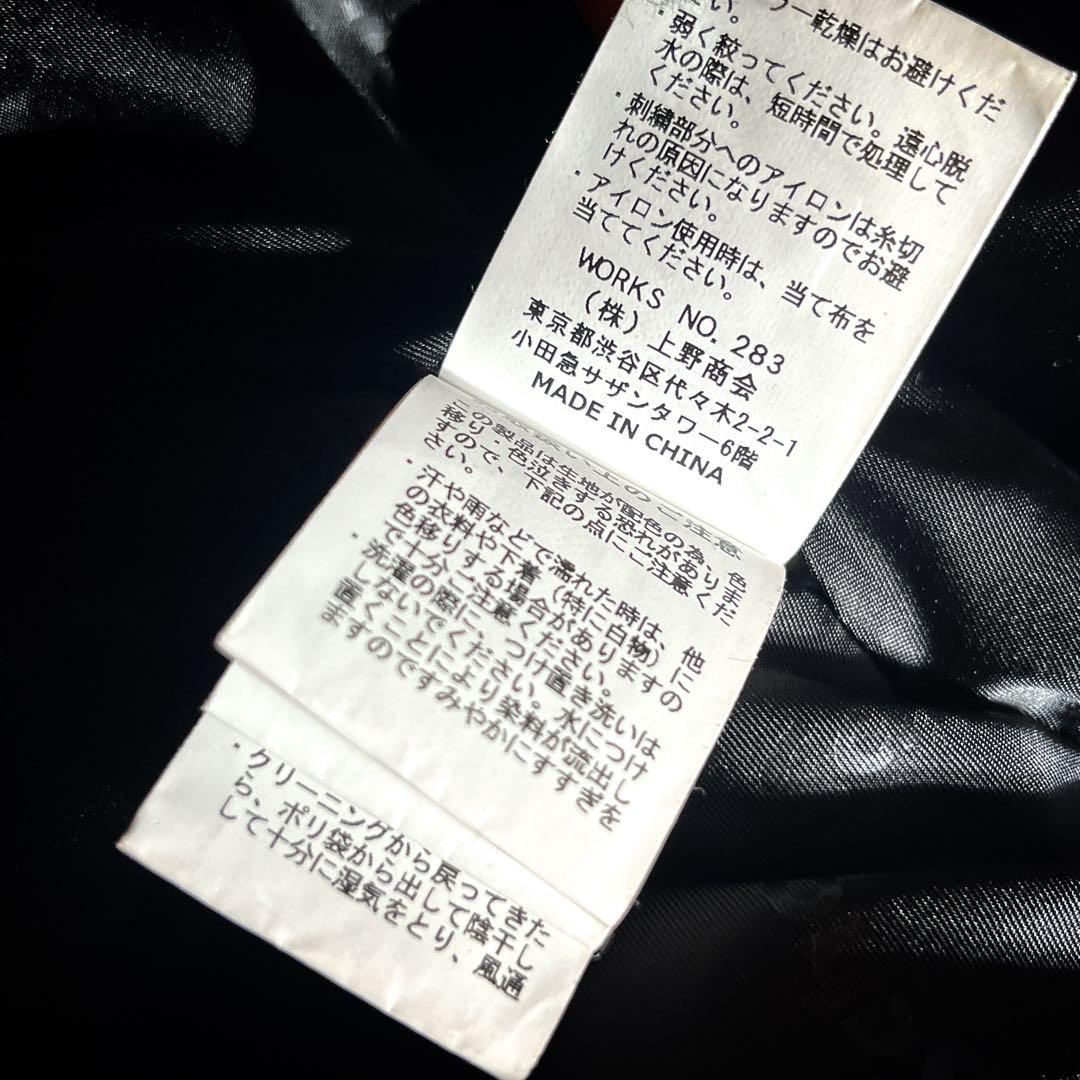 い。
ラー乾燥はお避けくだ
・弱く絞ってください。遠心脱
水の際は、短時間で処理して
ください。
・刺繍部分へのアイロンは糸切
れの原因になりますのでお避
けください。
・アイロン使用時は、当て布を
当ててください。
WORKS NO. 283
(株)上野商会
東京都渋谷区代々木2-2-1
小田急サザンタワー6階
MADE IN CHINA
ご注意
この製品は生地が配色の為、色
移り・色泣きする恐れがありま
すので、下記の点にご注意くだ
さい。
・汗や雨などで濡れた時は、他
の衣料や下着(特に白物)に
色移りする場合がありますの
で十分ご注意ください。
・洗濯の際に、つけ置き洗いは
しないでください。水につけ
置くことにより染料が流出し
ますのですみやかにすすぎを
・クリーニングから戻ってきた
ら、ポリ袋から出して陰干し
して十分に湿気をとり、風通